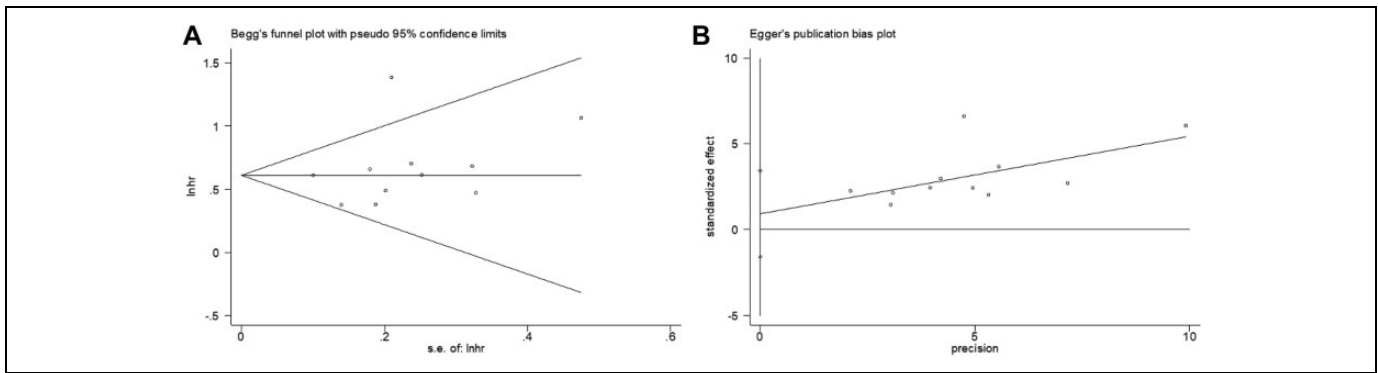 A
Begg's funnel plot with pseudo 95% confidence limits
1.5
1
.5
0
-.5
lnhr
0
.2
.4
.6
s.e. of: lnhr
B
Egger's publication bias plot
10
5
0
-5
standardized effect
0
5
10
precision